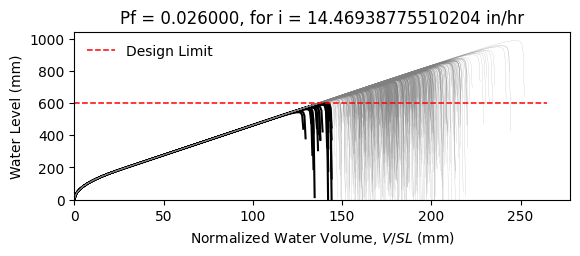 Pf = 0.026000, for i = 14.46938775510204 in/hr
1000
800
600
400
200
0
Water Level (mm)
Design Limit
0 50 100 150 200 250
Normalized Water Volume, V/SL (mm)